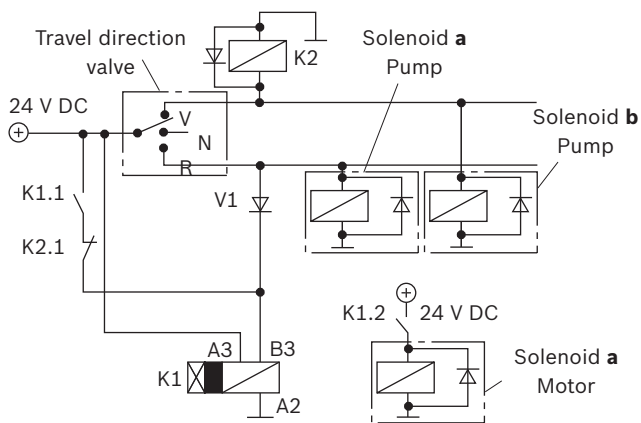 Travel direction
valve
K2
Solenoid a
Pump
24 V DC
V
N
R
Solenoid b
Pump
K1.1
V1
K2.1
K1.2
24 V DC
A3
B3
K1
A2
Solenoid a
Motor